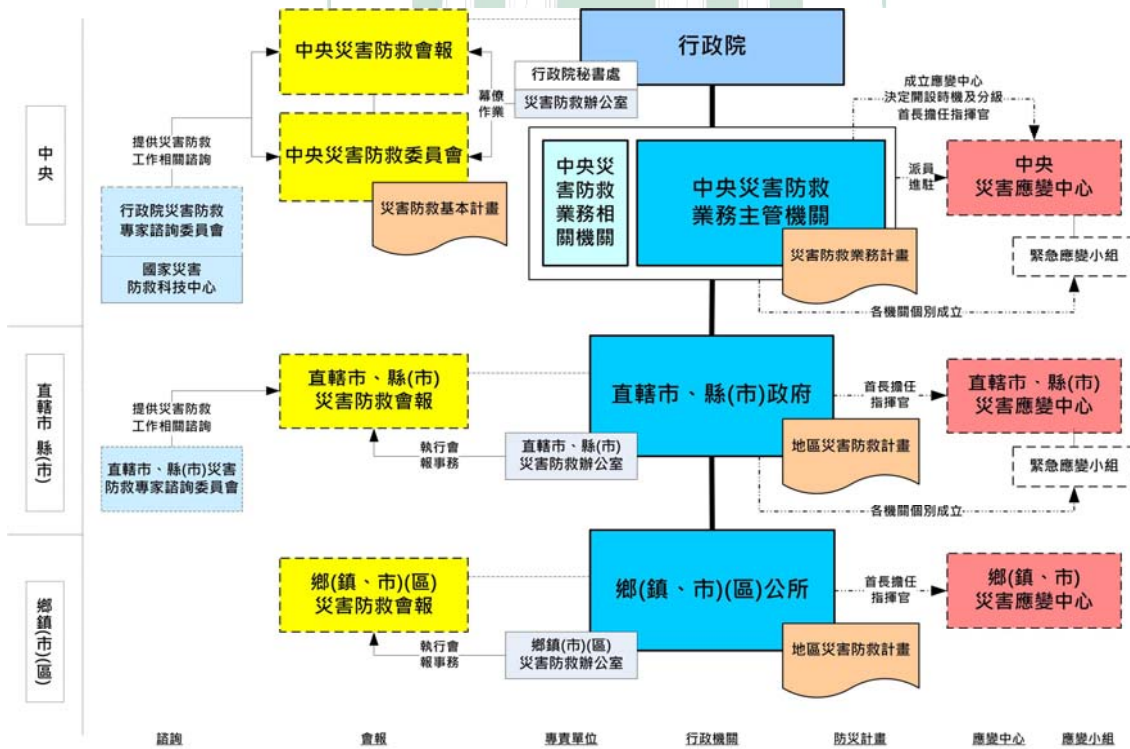 中央災害防救會報
行政院
行政院秘書處
災害防救辦公室
幕僚
作業
成立應變中心
決定開設時機及分級
首長擔任指揮官
中央
提供災害防救
工作相關諮詢
中央災害防救委員會
災害防救基本計畫
行政院災害防救
專家諮詢委員會
國家災害
防救科技中心
中央災
害防救
業務相
關機關
中央災害防救
業務主管機關
災害防救業務計畫
派員
進駐
中央
災害應變中心
緊急應變小組
各機關個別成立
直轄市 縣(市)
提供災害防救
工作相關諮詢
直轄市、縣(市)災害
防救專家諮詢委員會
直轄市、縣(市)
災害防救會報
執行會
報事務
直轄市、縣(市)
災害防救辦公室
直轄市、縣(市)政府
地區災害防救計畫
首長擔任
指揮官
直轄市、縣(市)
災害應變中心
緊急應變小組
各機關個別成立
鄉鎮(市)(區)
鄉(鎮、市)(區)
災害防救會報
執行會
報事務
鄉鎮(市)(區)
災害防救辦公室
鄉(鎮、市)(區)公所
地區災害防救計畫
首長擔任
指揮官
鄉(鎮、市)
災害應變中心
諮詢 會報 專責單位 行政機關 防災計畫 應變中心 應變小組